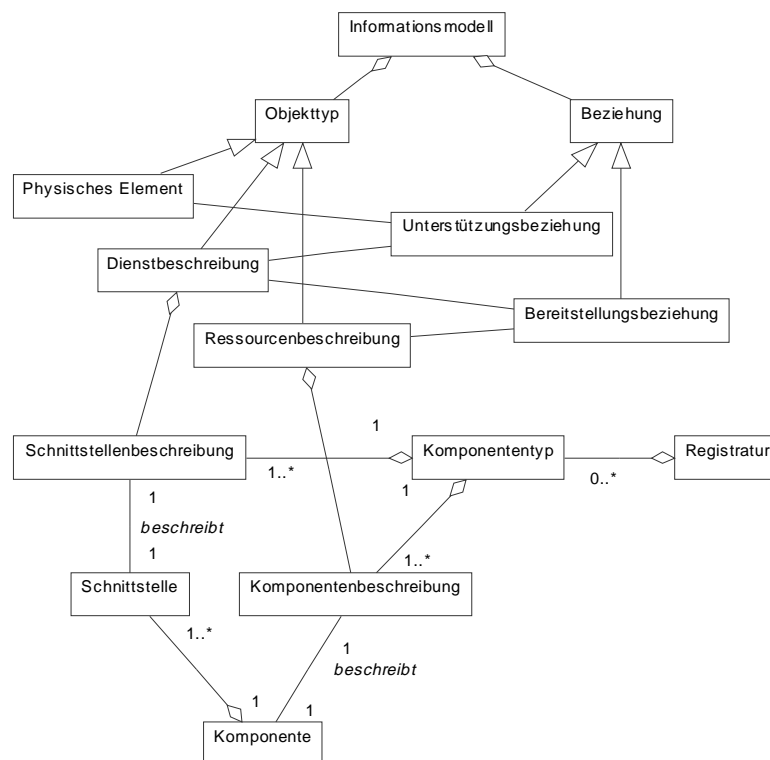 Informationsmodell
Objekttyp
Beziehung
Physisches Element
Unterstützungsbeziehung
Dienstbeschreibung
Bereitstellungsbeziehung
Ressourcenbeschreibung
1
Schnittstellenbeschreibung
Komponententyp
Registratur
1..*
0..*
1
1
beschreibt
1
1..*
Schnittstelle
Komponentenbeschreibung
1..*
1
beschreibt
1
1
Komponente